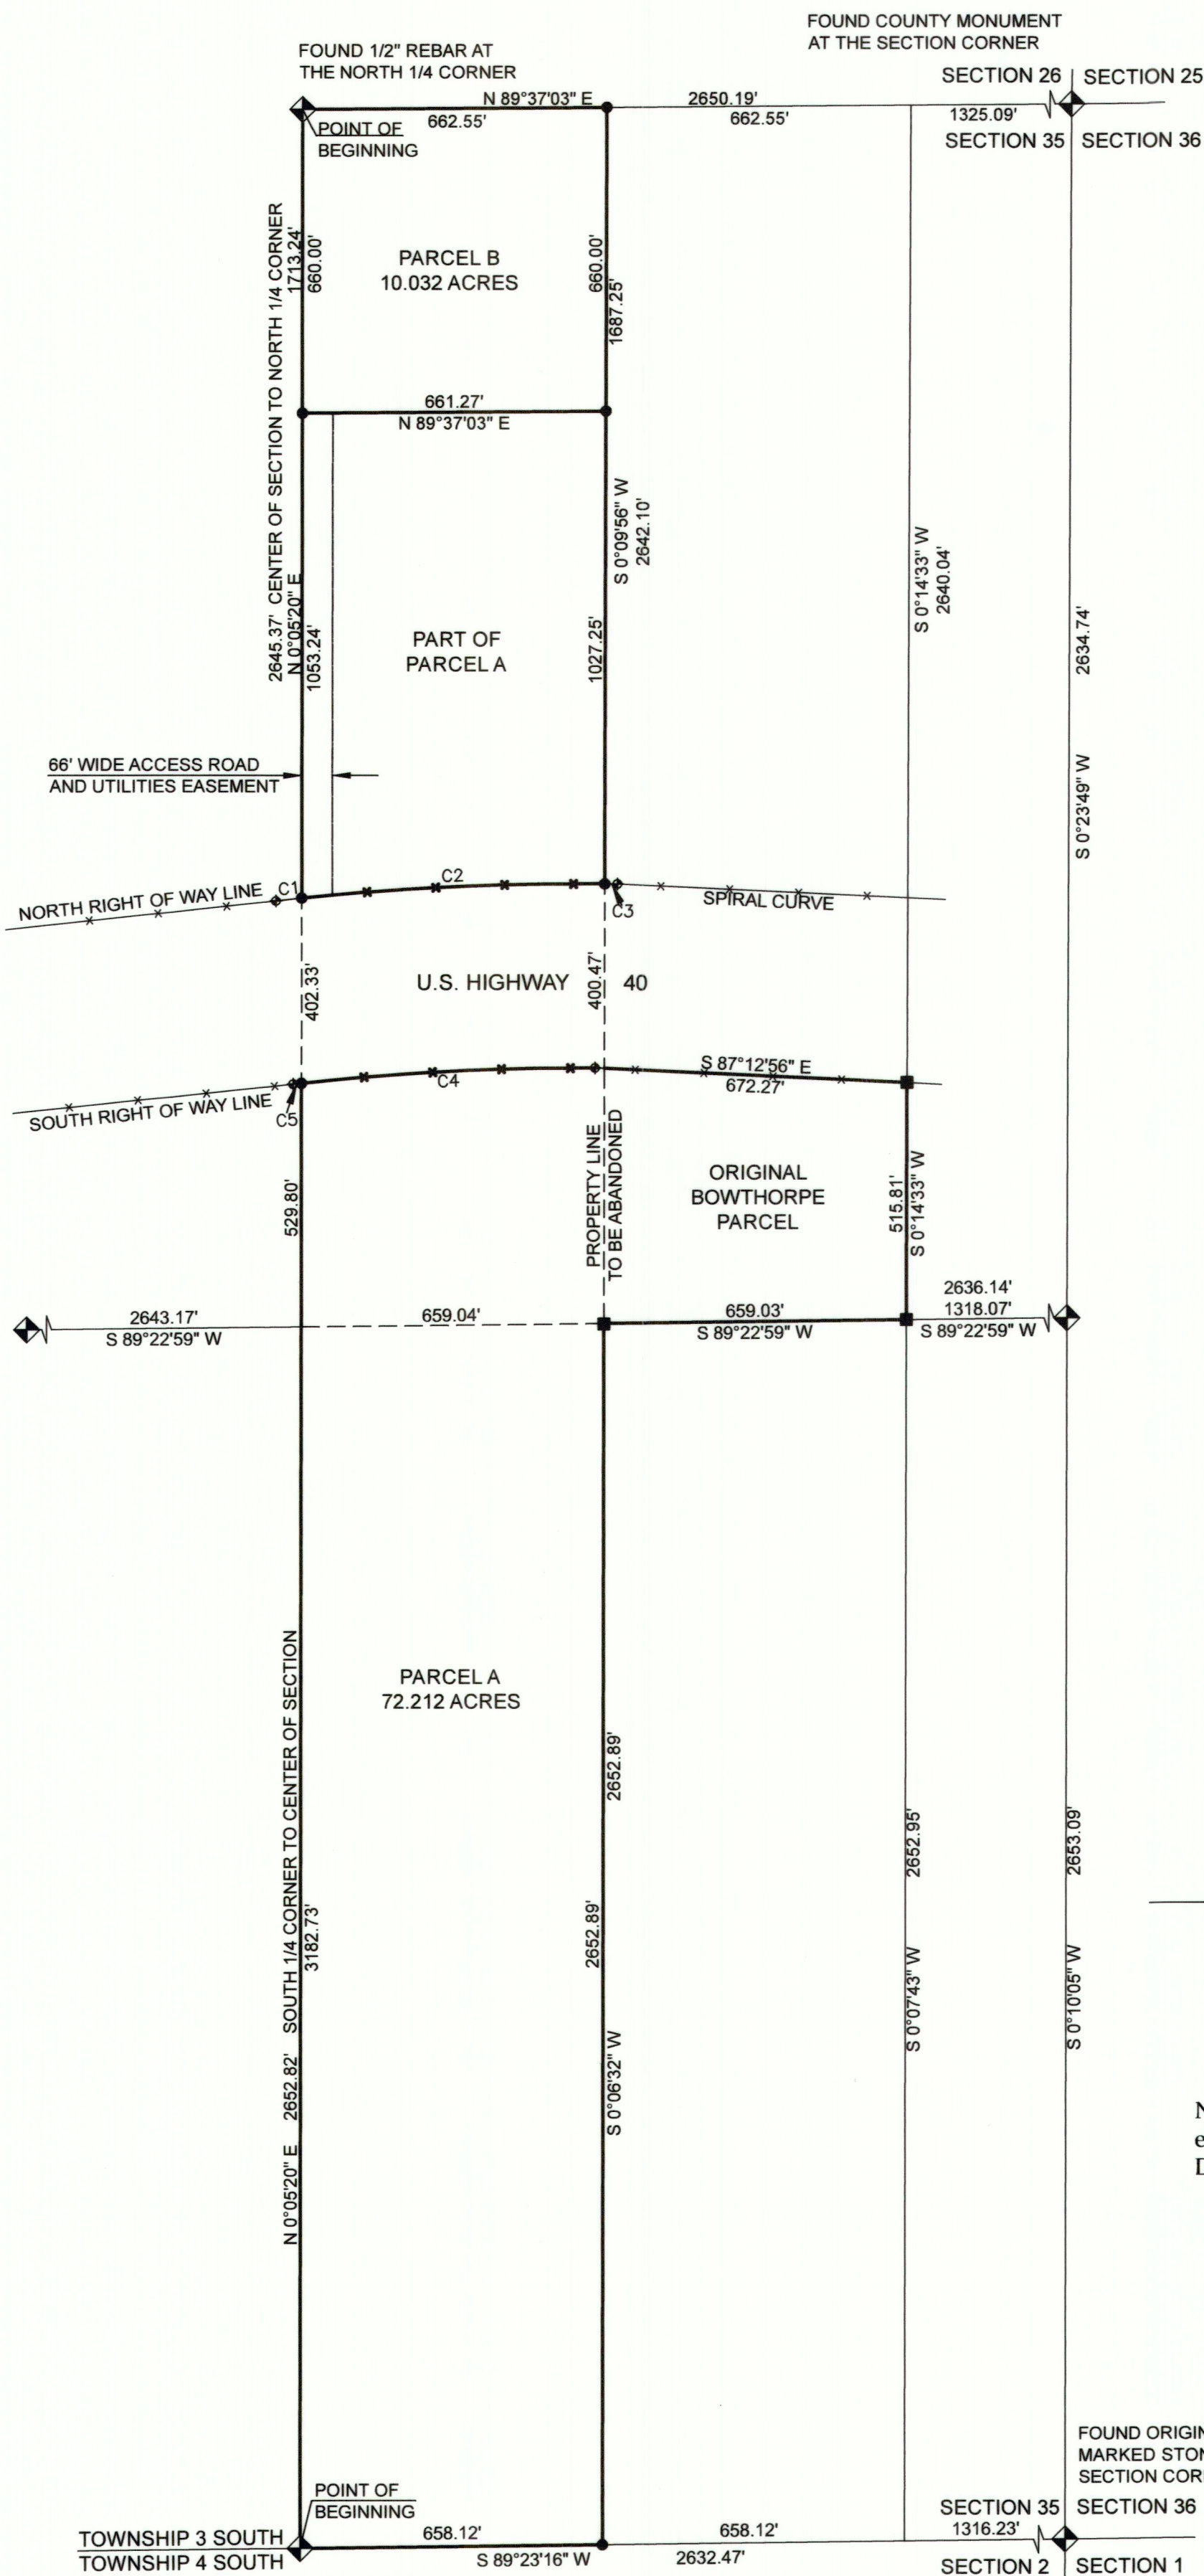 FOUND COUNTY MONUMENT
AT THE SECTION CORNER
FOUND 1/2" REBAR AT
THE NORTH 1/4 CORNER
SECTION 26
SECTION 25
N 89°37'03" E
2650.19'
662.55'
662.55'
1325.09'
POINT OF
BEGINNING
SECTION 35
SECTION 36
2645.37' CENTER OF SECTION TO NORTH 1/4 CORNER
N 0°05'20" E
1713.24'
660.00'
PARCEL B
10.032 ACRES
660.00'
1687.25'
661.27'
N 89°37'03" E
S 0°09'56" W
2642.10'
S 0°14'33" W
2640.04'
1053.24'
PART OF
PARCEL A
1027.25'
2634.74'
S 0°23'49" W
66' WIDE ACCESS ROAD
AND UTILITIES EASEMENT
NORTH RIGHT OF WAY LINE
C1
C2
C3
SPIRAL CURVE
402.33'
U.S. HIGHWAY 40
400.47'
S 87°12'56" E
672.27'
SOUTH RIGHT OF WAY LINE
C5
C4
529.80'
PROPERTY LINE
TO BE ABANDONED
ORIGINAL
BOWTHORPE
PARCEL
515.81'
S 0°14'33" W
2643.17'
S 89°22'59" W
659.04'
659.03'
S 89°22'59" W
2636.14'
1318.07'
S 89°22'59" W
N 0°05'20" E 2652.82' SOUTH 1/4 CORNER TO CENTER OF SECTION
3182.73'
PARCEL A
72.212 ACRES
2652.89'
2652.89'
S 0°06'32" W
2652.95'
S 0°07'43" W
2653.09'
S 0°10'05" W
N
e
D
FOUND ORIGIN
MARKED STON
SECTION COR
POINT OF
BEGINNING
SECTION 35
SECTION 36
TOWNSHIP 3 SOUTH
TOWNSHIP 4 SOUTH
658.12'
658.12'
1316.23'
S 89°23'16" W
2632.47'
SECTION 2
SECTION 1